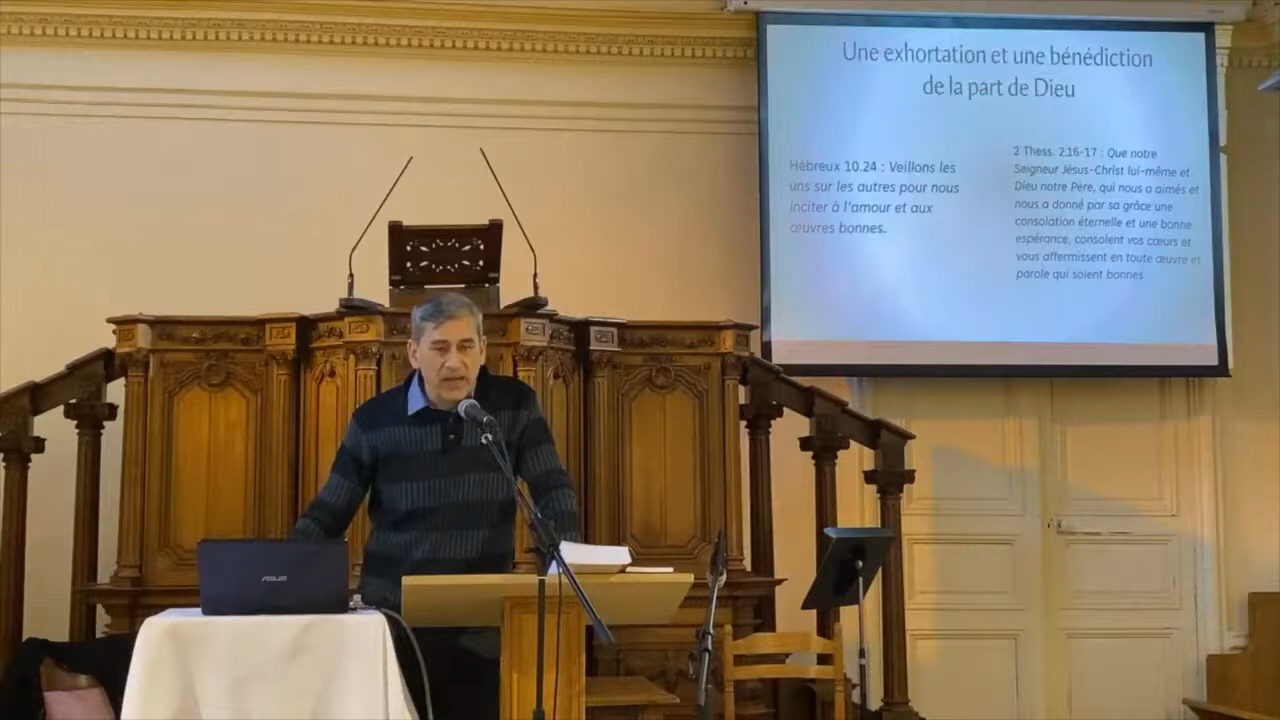 Une exhortation et une bénédiction
de la part de Dieu
Hébreux 10.24 : Veillons les
uns sur les autres pour nous
inciter à l'amour et aux
œuvres bonnes.
2 Thess. 2.16-17 : Que notre
Seigneur Jésus-Christ lui-même et
Dieu notre Père, qui nous a aimés et
nous a donné par sa grâce une
consolation éternelle et une bonne
espérance, consolent vos cœurs et
vous affermissent en toute œuvre et
parole qui soient bonnes
ASUS